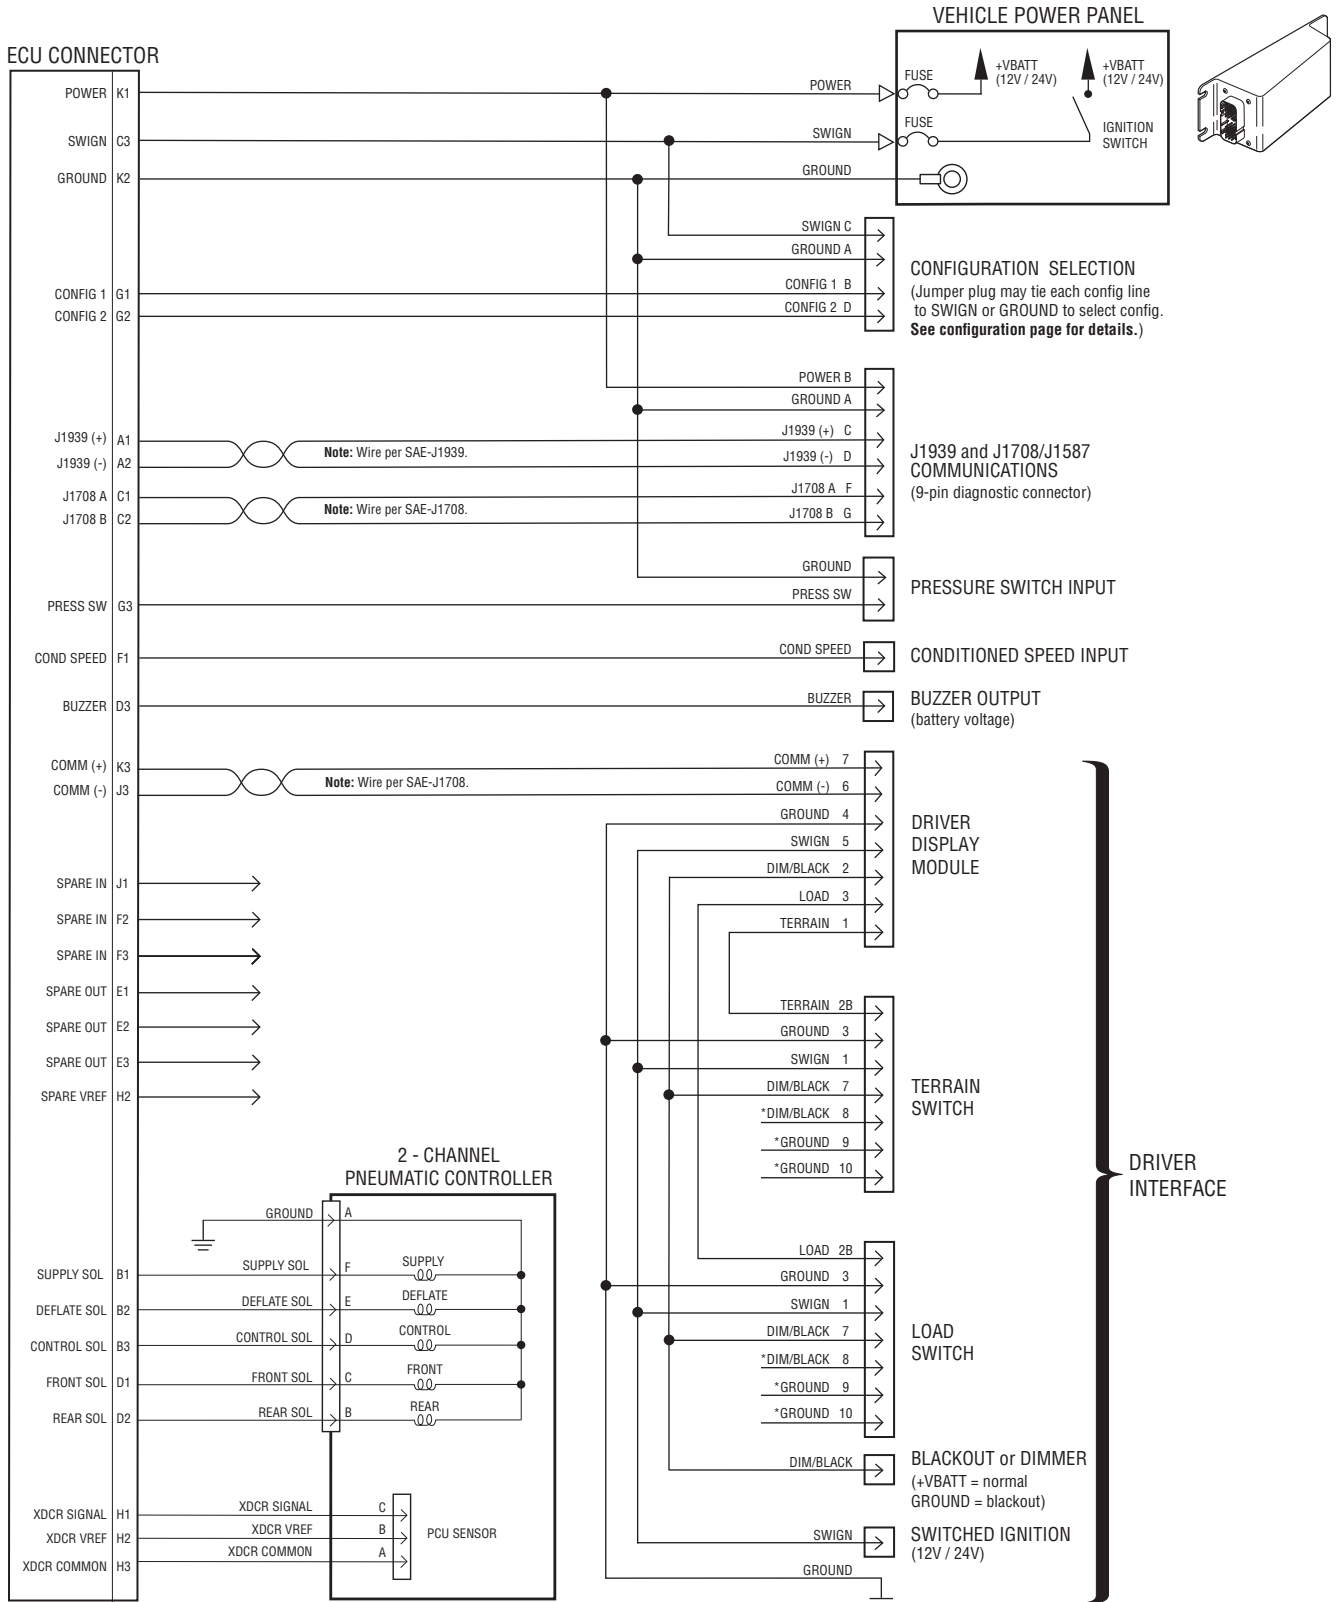 VEHICLE POWER PANEL
ECU CONNECTOR
POWER K1
POWER
FUSE
+VBATT
(12V / 24V)
+VBATT
(12V / 24V)
SWIGN C3
SWIGN
FUSE
IGNITION
SWITCH
GROUND K2
GROUND
SWIGN C
GROUND A
CONFIG 1 G1
CONFIG 1 B
CONFIG 2 G2
CONFIG 2 D
CONFIGURATION SELECTION
(Jumper plug may tie each config line
to SWIGN or GROUND to select config.
See configuration page for details.)
POWER B
GROUND A
J1939 (+) A1
Note: Wire per SAE-J1939.
J1939 (+) C
J1939 (-) A2
J1939 (-) D
J1708 A C1
Note: Wire per SAE-J1708.
J1708 A F
J1708 B C2
J1708 B G
J1939 and J1708/J1587
COMMUNICATIONS
(9-pin diagnostic connector)
GROUND
PRESS SW G3
PRESS SW
PRESSURE SWITCH INPUT
COND SPEED F1
COND SPEED
CONDITIONED SPEED INPUT
BUZZER D3
BUZZER
BUZZER OUTPUT
(battery voltage)
COMM (+) K3
COMM (-) J3
Note: Wire per SAE-J1708.
COMM (+) 7
COMM (-) 6
GROUND 4
SWIGN 5
DIM/BLACK 2
LOAD 3
TERRAIN 1
DRIVER
DISPLAY
MODULE
SPARE IN J1
SPARE IN F2
SPARE IN F3
SPARE OUT E1
SPARE OUT E2
SPARE OUT E3
SPARE VREF H2
TERRAIN 2B
GROUND 3
SWIGN 1
DIM/BLACK 7
*DIM/BLACK 8
*GROUND 9
*GROUND 10
TERRAIN
SWITCH
DRIVER
INTERFACE
2 - CHANNEL
PNEUMATIC CONTROLLER
GROUND A
SUPPLY SOL B1
SUPPLY SOL F SUPPLY
DEFLATE SOL B2
DEFLATE SOL E DEFLATE
CONTROL SOL B3
CONTROL SOL D CONTROL
FRONT SOL D1
FRONT SOL C FRONT
REAR SOL D2
REAR SOL B REAR
LOAD 2B
GROUND 3
SWIGN 1
DIM/BLACK 7
*DIM/BLACK 8
*GROUND 9
*GROUND 10
LOAD
SWITCH
DIM/BLACK
BLACKOUT or DIMMER
(+VBATT = normal
GROUND = blackout)
XDCR SIGNAL H1
XDCR SIGNAL C
XDCR VREF H2
XDCR VREF B
XDCR COMMON H3
XDCR COMMON A
PCU SENSOR
SWIGN
SWITCHED IGNITION
(12V / 24V)
GROUND